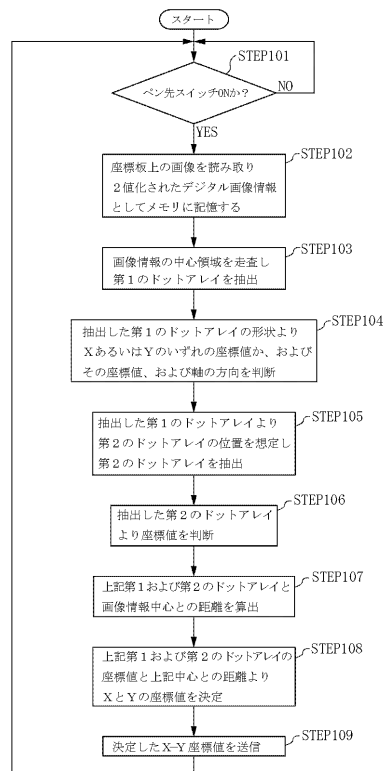 スタート
STEP101
ペン先スイッチONか?
NO
YES
STEP102
座標板上の画像を読み取り
2値化されたデジタル画像情報
としてメモリに記憶する
STEP103
画像情報の中心領域を走査し
第1のドットアレイを抽出
STEP104
抽出した第1のドットアレイの形状より
XあるいはYのいずれの座標値か、および
その座標値、および軸の方向を判断
STEP105
抽出した第1のドットアレイより
第2のドットアレイの位置を想定し
第2のドットアレイを抽出
STEP106
抽出した第2のドットアレイ
より座標値を判断
STEP107
上記第1および第2のドットアレイと
画像情報中心との距離を算出
STEP108
上記第1および第2のドットアレイの
座標値と上記中心との距離より
XとYの座標値を決定
STEP109
決定したX-Y座標値を送信